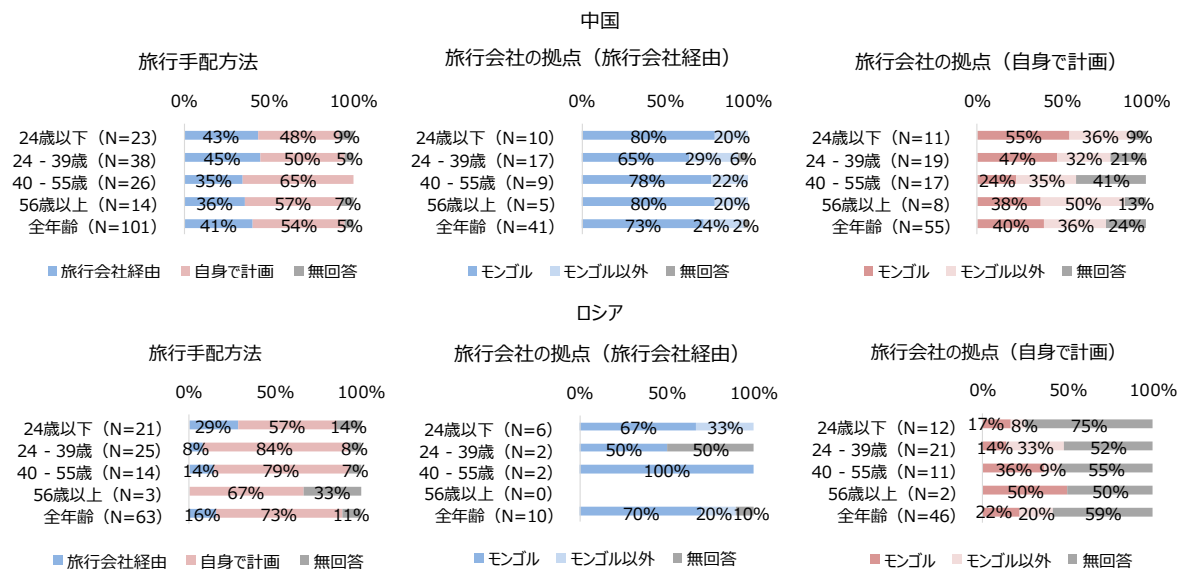 中国
旅行手配方法
0% 50% 100%
24歳以下（N=23） 43% 48% 9%
24 - 39歳（N=38） 45% 50% 5%
40 - 55歳（N=26） 35% 65%
56歳以上（N=14） 36% 57% 7%
全年齢（N=101） 41% 54% 5%
旅行会社経由 自身で計画 無回答
旅行会社の拠点（旅行会社経由）
0% 50% 100%
24歳以下（N=10） 80% 20%
24 - 39歳（N=17） 65% 29% 6%
40 - 55歳（N=9） 78% 22%
56歳以上（N=5） 80% 20%
全年齢（N=41） 73% 24% 2%
モンゴル モンゴル以外 無回答
旅行会社の拠点（自身で計画）
0% 50% 100%
24歳以下（N=11） 55% 36% 9%
24 - 39歳（N=19） 47% 32% 21%
40 - 55歳（N=17） 24% 35% 41%
56歳以上（N=8） 38% 50% 13%
全年齢（N=55） 40% 36% 24%
モンゴル モンゴル以外 無回答
ロシア
旅行手配方法
0% 50% 100%
24歳以下（N=21） 29% 57% 14%
24 - 39歳（N=25） 8% 84% 8%
40 - 55歳（N=14） 14% 79% 7%
56歳以上（N=3） 67% 33%
全年齢（N=63） 16% 73% 11%
旅行会社経由 自身で計画 無回答
旅行会社の拠点（旅行会社経由）
0% 50% 100%
24歳以下（N=6） 67% 33%
24 - 39歳（N=2） 50% 50%
40 - 55歳（N=2） 100%
56歳以上（N=0）
全年齢（N=10） 70% 20% 10%
モンゴル モンゴル以外 無回答
旅行会社の拠点（自身で計画）
0% 50% 100%
24歳以下（N=12） 17% 8% 75%
24 - 39歳（N=21） 14% 33% 52%
40 - 55歳（N=11） 36% 9% 55%
56歳以上（N=2） 50% 50%
全年齢（N=46） 22% 20% 59%
モンゴル モンゴル以外 無回答